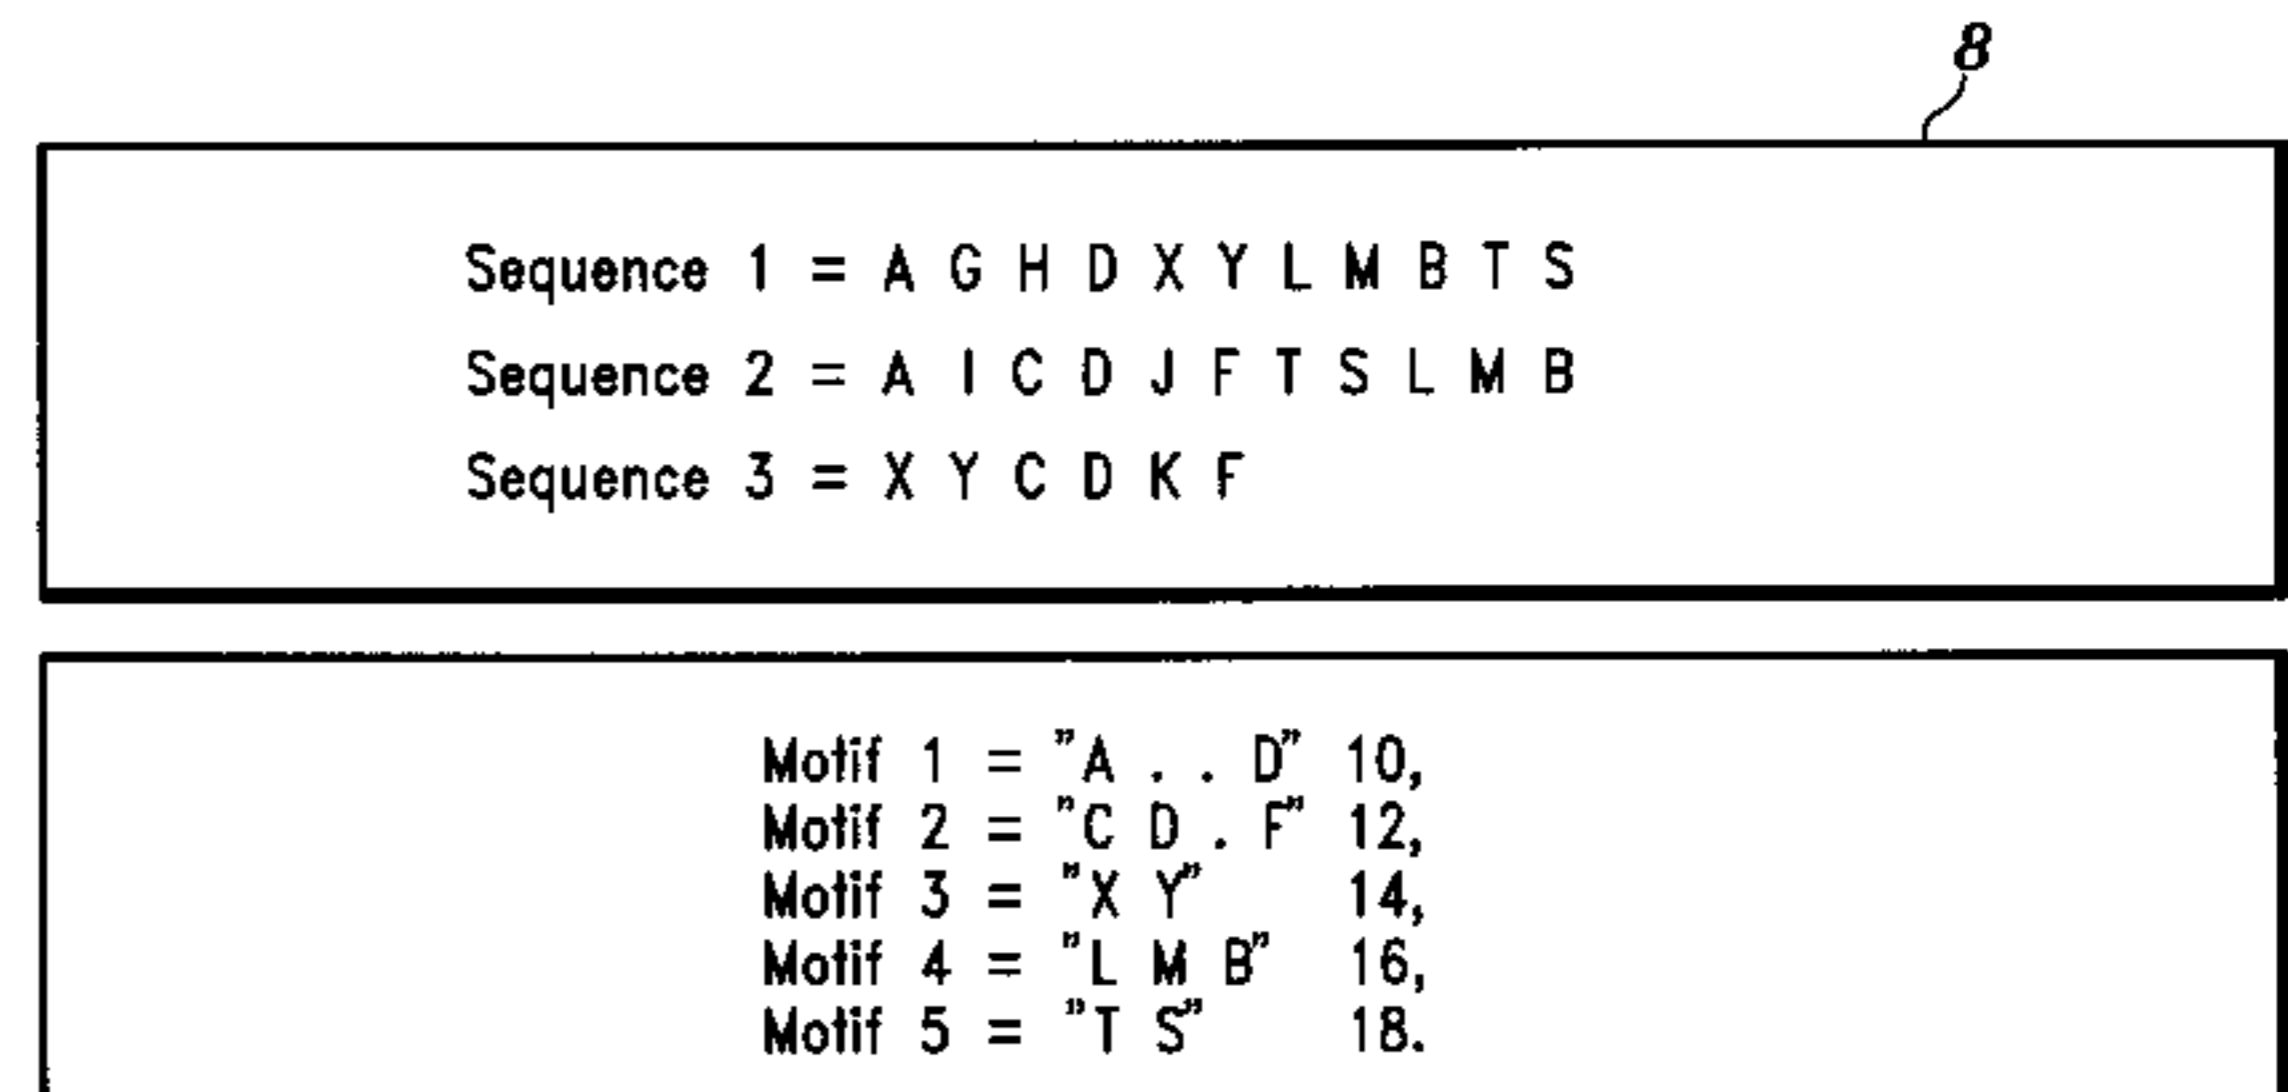 8
Sequence 1 = A G H D X Y L M B T S
Sequence 2 = A I C D J F T S L M B
Sequence 3 = X Y C D K F
Motif 1 = "A . . D" 10,
Motif 2 = "C D . F" 12,
Motif 3 = "X Y" 14,
Motif 4 = "L M B" 16,
Motif 5 = "T S" 18.